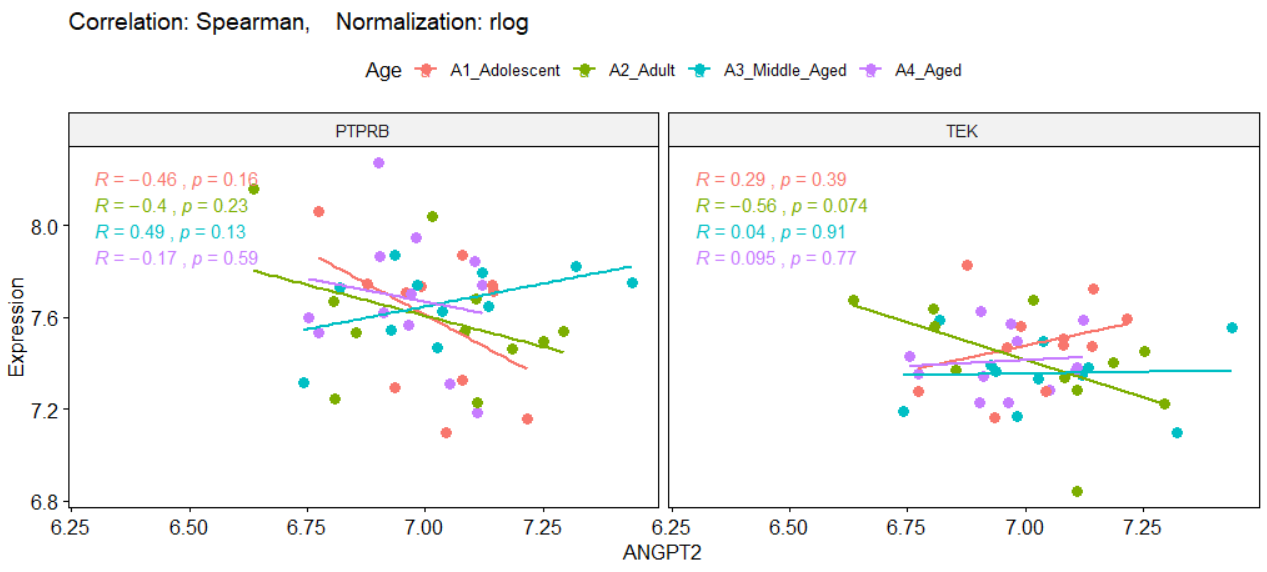 Correlation: Spearman,    Normalization: rlog
Age A1_Adolescent A2_Adult A3_Middle_Aged A4_Aged
PTPRB
TEK
R = −0.46 , p = 0.16
R = −0.4 , p = 0.23
R = 0.49 , p = 0.13
R = −0.17 , p = 0.59
R = 0.29 , p = 0.39
R = −0.56 , p = 0.074
R = 0.04 , p = 0.91
R = 0.095 , p = 0.77
Expression
8.0
7.6
7.2
6.8
6.25 6.50 6.75 7.00 7.25 6.25 6.50 6.75 7.00 7.25
ANGPT2